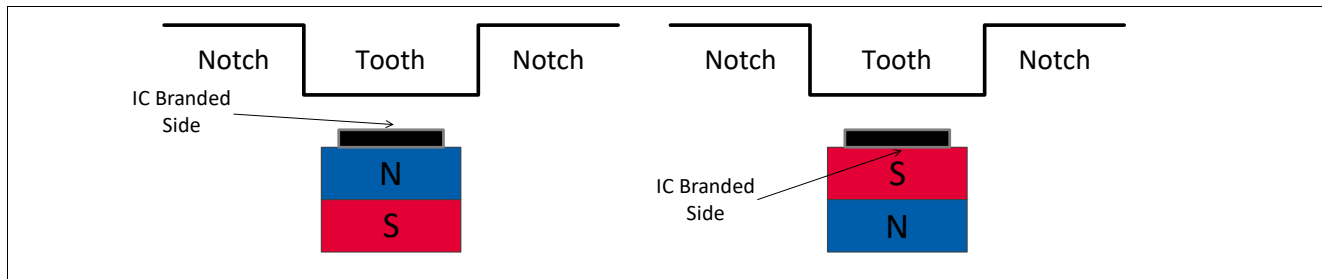 Notch Tooth Notch
IC Branded
Side
N
S
Notch Tooth Notch
IC Branded
Side
S
N